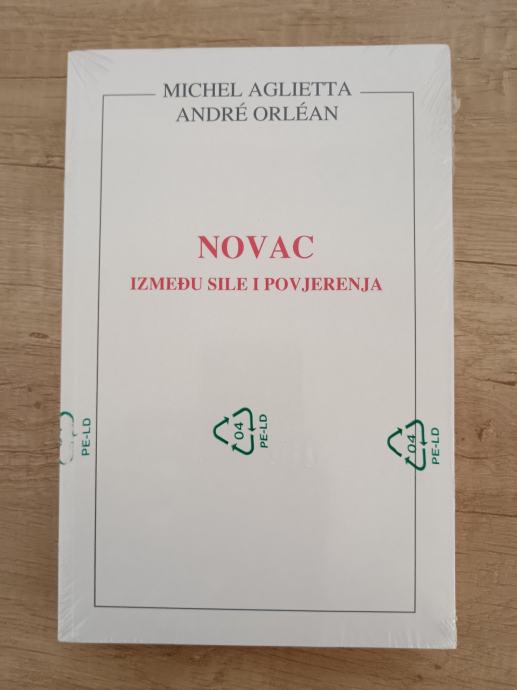 MICHEL AGLIETTA
ANDRÉ ORLÉAN
NOVAC
IZMEĐU SILE I POVJERENJA
PE-LD
04
PE-LD
04
PE-LD